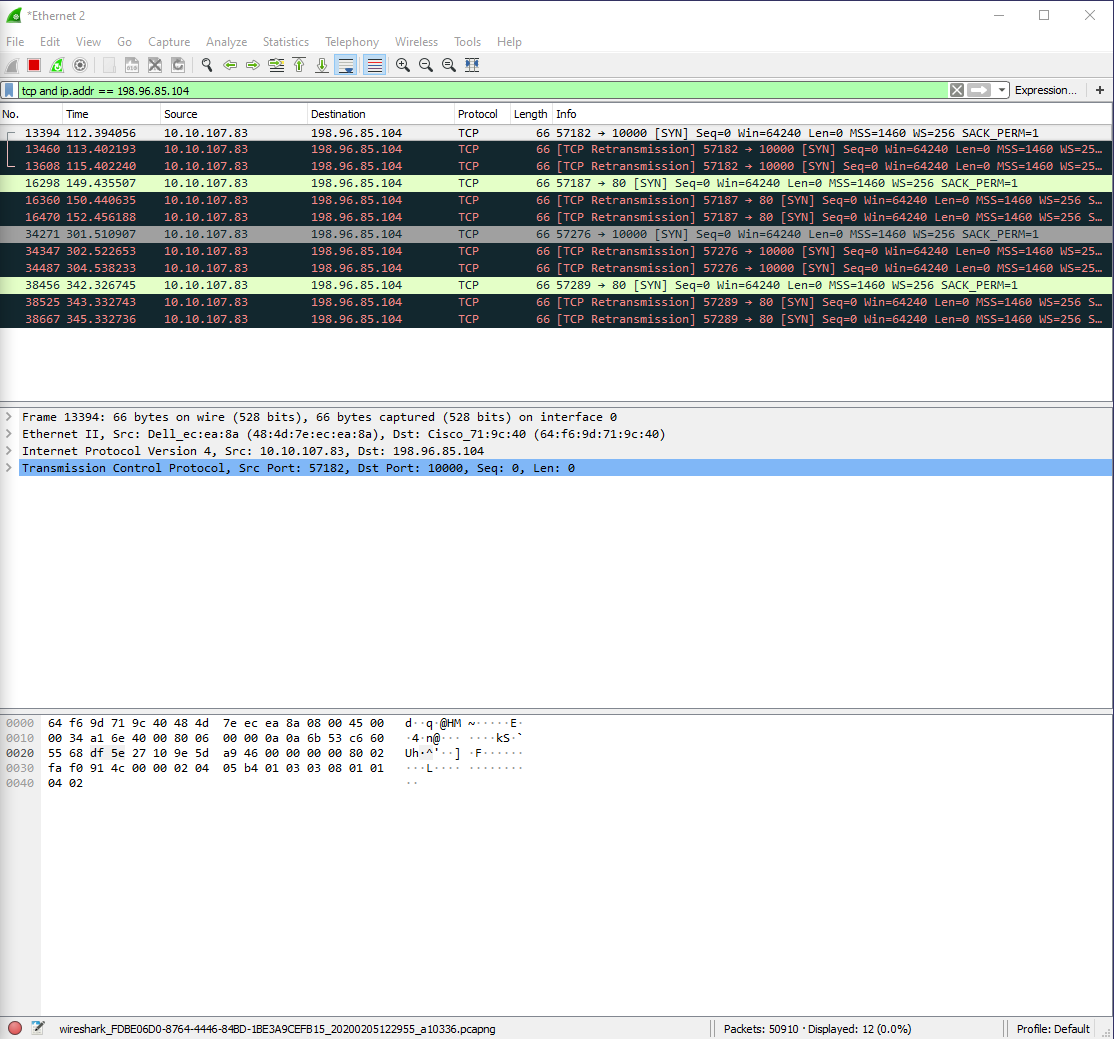 *Ethernet 2
File Edit View Go Capture Analyze Statistics Telephony Wireless Tools Help
tcp and ip.addr == 198.96.85.104 Expression… +
No. Time Source Destination Protocol Length Info
13394 112.394056 10.10.107.83 198.96.85.104 TCP 66 57182 → 10000 [SYN] Seq=0 Win=64240 Len=0 MSS=1460 WS=256 SACK_PERM=1
13460 113.402193 10.10.107.83 198.96.85.104 TCP 66 [TCP Retransmission] 57182 → 10000 [SYN] Seq=0 Win=64240 Len=0 MSS=1460 WS=25…
13608 115.402240 10.10.107.83 198.96.85.104 TCP 66 [TCP Retransmission] 57182 → 10000 [SYN] Seq=0 Win=64240 Len=0 MSS=1460 WS=25…
16298 149.435507 10.10.107.83 198.96.85.104 TCP 66 57187 → 80 [SYN] Seq=0 Win=64240 Len=0 MSS=1460 WS=256 SACK_PERM=1
16360 150.440635 10.10.107.83 198.96.85.104 TCP 66 [TCP Retransmission] 57187 → 80 [SYN] Seq=0 Win=64240 Len=0 MSS=1460 WS=256 S…
16470 152.456188 10.10.107.83 198.96.85.104 TCP 66 [TCP Retransmission] 57187 → 80 [SYN] Seq=0 Win=64240 Len=0 MSS=1460 WS=256 S…
34271 301.510907 10.10.107.83 198.96.85.104 TCP 66 57276 → 10000 [SYN] Seq=0 Win=64240 Len=0 MSS=1460 WS=256 SACK_PERM=1
34347 302.522653 10.10.107.83 198.96.85.104 TCP 66 [TCP Retransmission] 57276 → 10000 [SYN] Seq=0 Win=64240 Len=0 MSS=1460 WS=25…
34487 304.538233 10.10.107.83 198.96.85.104 TCP 66 [TCP Retransmission] 57276 → 10000 [SYN] Seq=0 Win=64240 Len=0 MSS=1460 WS=25…
38456 342.326745 10.10.107.83 198.96.85.104 TCP 66 57289 → 80 [SYN] Seq=0 Win=64240 Len=0 MSS=1460 WS=256 SACK_PERM=1
38525 343.332743 10.10.107.83 198.96.85.104 TCP 66 [TCP Retransmission] 57289 → 80 [SYN] Seq=0 Win=64240 Len=0 MSS=1460 WS=256 S…
38667 345.332736 10.10.107.83 198.96.85.104 TCP 66 [TCP Retransmission] 57289 → 80 [SYN] Seq=0 Win=64240 Len=0 MSS=1460 WS=256 S…
Frame 13394: 66 bytes on wire (528 bits), 66 bytes captured (528 bits) on interface 0
Ethernet II, Src: Dell_ec:ea:8a (48:4d:7e:ec:ea:8a), Dst: Cisco_71:9c:40 (64:f6:9d:71:9c:40)
Internet Protocol Version 4, Src: 10.10.107.83, Dst: 198.96.85.104
Transmission Control Protocol, Src Port: 57182, Dst Port: 10000, Seq: 0, Len: 0
0000 64 f6 9d 71 9c 40 48 4d 7e ec ea 8a 08 00 45 00 d··q·@HM ~·····E·
0010 00 34 a1 6e 40 00 80 06 00 00 0a 0a 6b 53 c6 60 ·4·n@··· ····kS·`
0020 55 68 df 5e 27 10 9e 5d a9 46 00 00 00 00 80 02 Uh·^'··] ·F······
0030 fa f0 91 4c 00 00 02 04 05 b4 01 03 03 08 01 01 ···L···· ········
0040 04 02 ··
wireshark_FDBE06D0-8764-4446-84BD-1BE3A9CEFB15_20200205122955_a10336.pcapng Packets: 50910 · Displayed: 12 (0.0%) Profile: Default